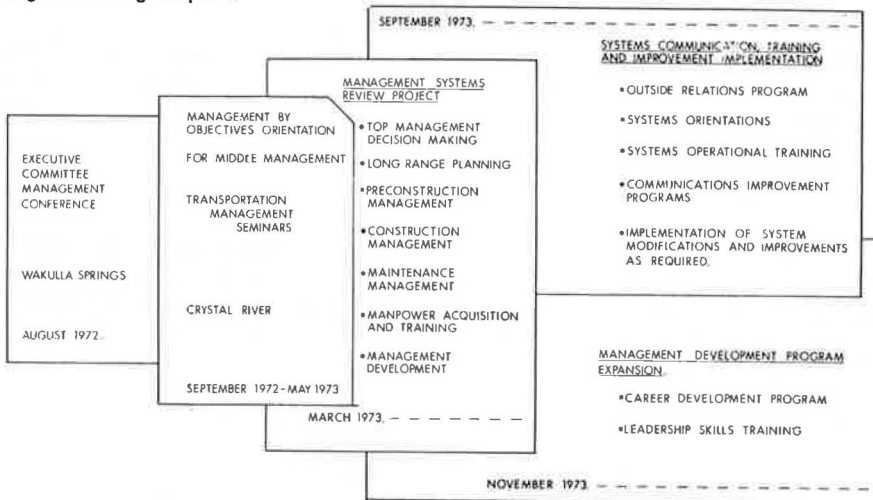 EXECUTIVE
COMMITTEE
MANAGEMENT
CONFERENCE
WAKULLA SPRINGS
AUGUST 1972
MANAGEMENT BY
OBJECTIVES ORIENTATION
FOR MIDDLE MANAGEMENT
TRANSPORTATION
MANAGEMENT
SEMINARS
CRYSTAL RIVER
SEPTEMBER 1972-MAY 1973
MANAGEMENT SYSTEMS
REVIEW PROJECT
•TOP MANAGEMENT
DECISION MAKING
•LONG RANGE PLANNING
•PRECONSTRUCTION
MANAGEMENT
•CONSTRUCTION
MANAGEMENT
•MAINTENANCE
MANAGEMENT
•MANPOWER ACQUISITION
AND TRAINING
•MANAGEMENT
DEVELOPMENT
MARCH 1973.
SEPTEMBER 1973.
SYSTEMS COMMUNICATION, TRAINING
AND IMPROVEMENT IMPLEMENTATION
•OUTSIDE RELATIONS PROGRAM
•SYSTEMS ORIENTATIONS
•SYSTEMS OPERATIONAL TRAINING
•COMMUNICATIONS IMPROVEMENT
PROGRAMS
•IMPLEMENTATION OF SYSTEM
MODIFICATIONS AND IMPROVEMENTS
AS REQUIRED.
MANAGEMENT DEVELOPMENT PROGRAM
EXPANSION.
•CAREER DEVELOPMENT PROGRAM
•LEADERSHIP SKILLS TRAINING
NOVEMBER 1973